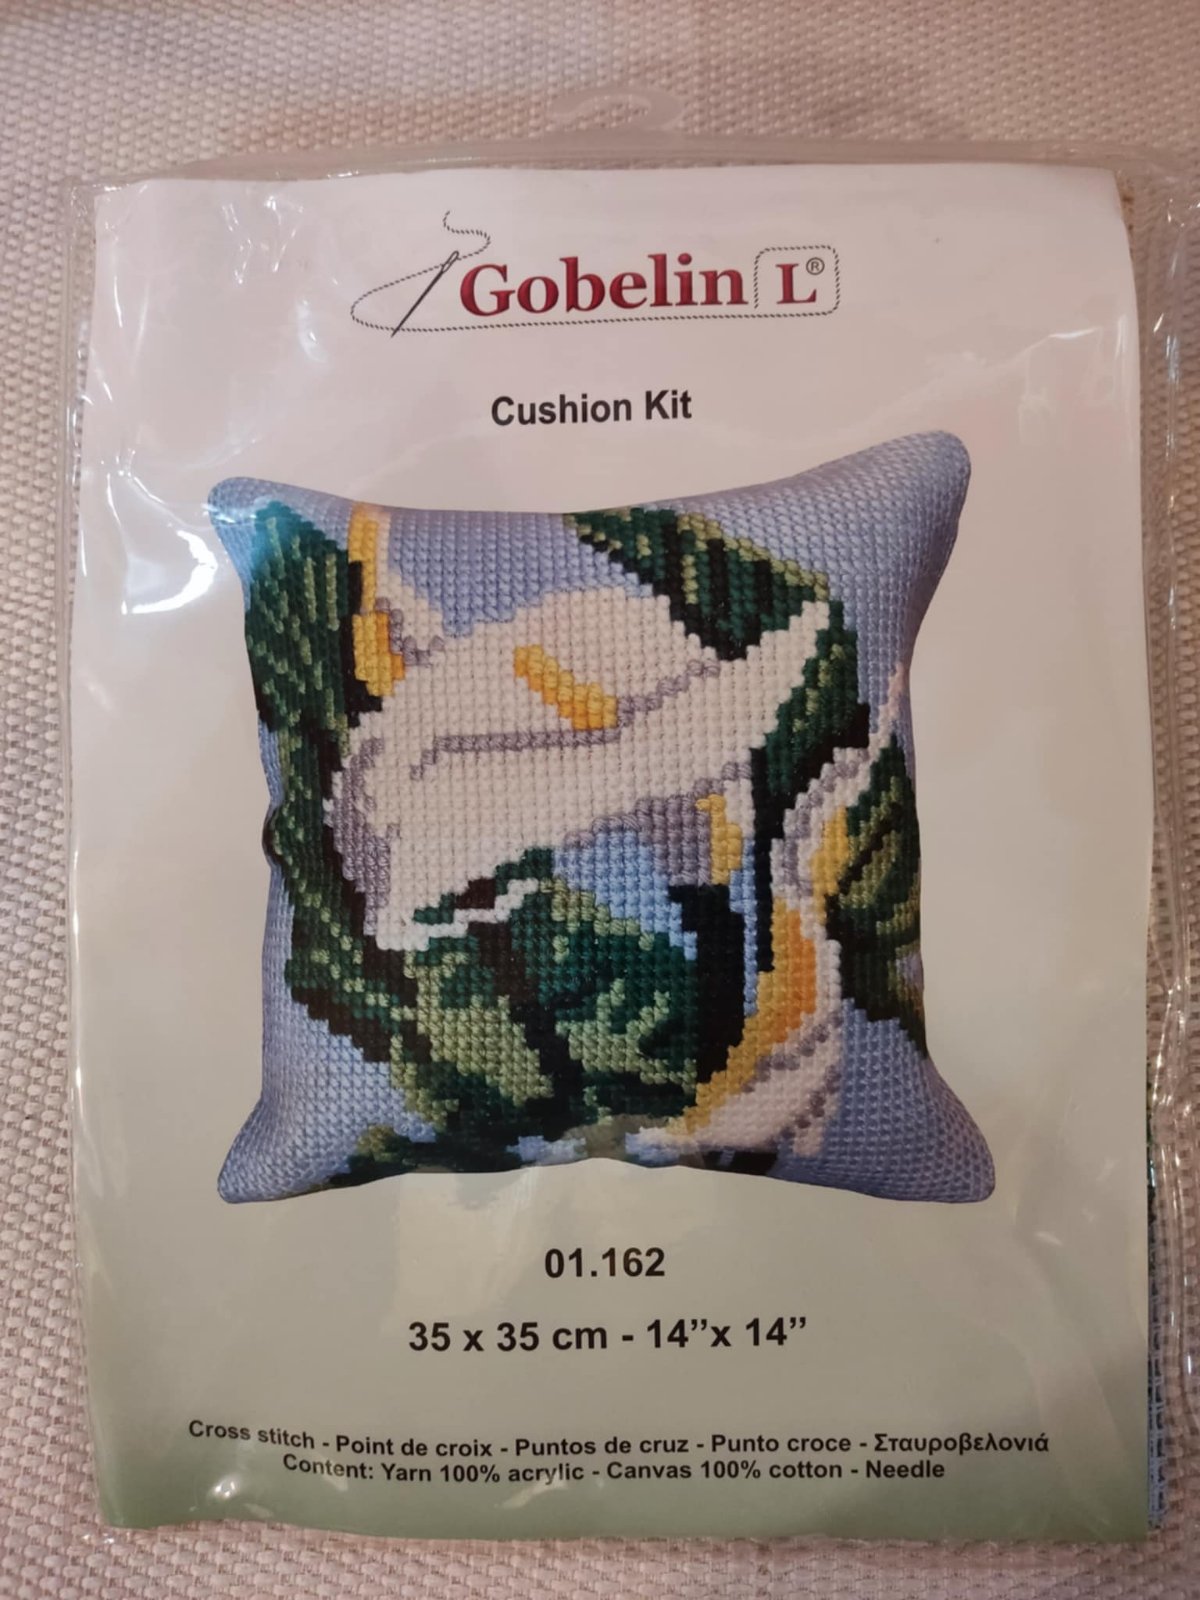 Gobelin L®
Cushion Kit
01.162
35 x 35 cm - 14”x 14”
Cross stitch - Point de croix - Puntos de cruz - Punto croce - Σταυροβελονιά
Content: Yarn 100% acrylic - Canvas 100% cotton - Needle